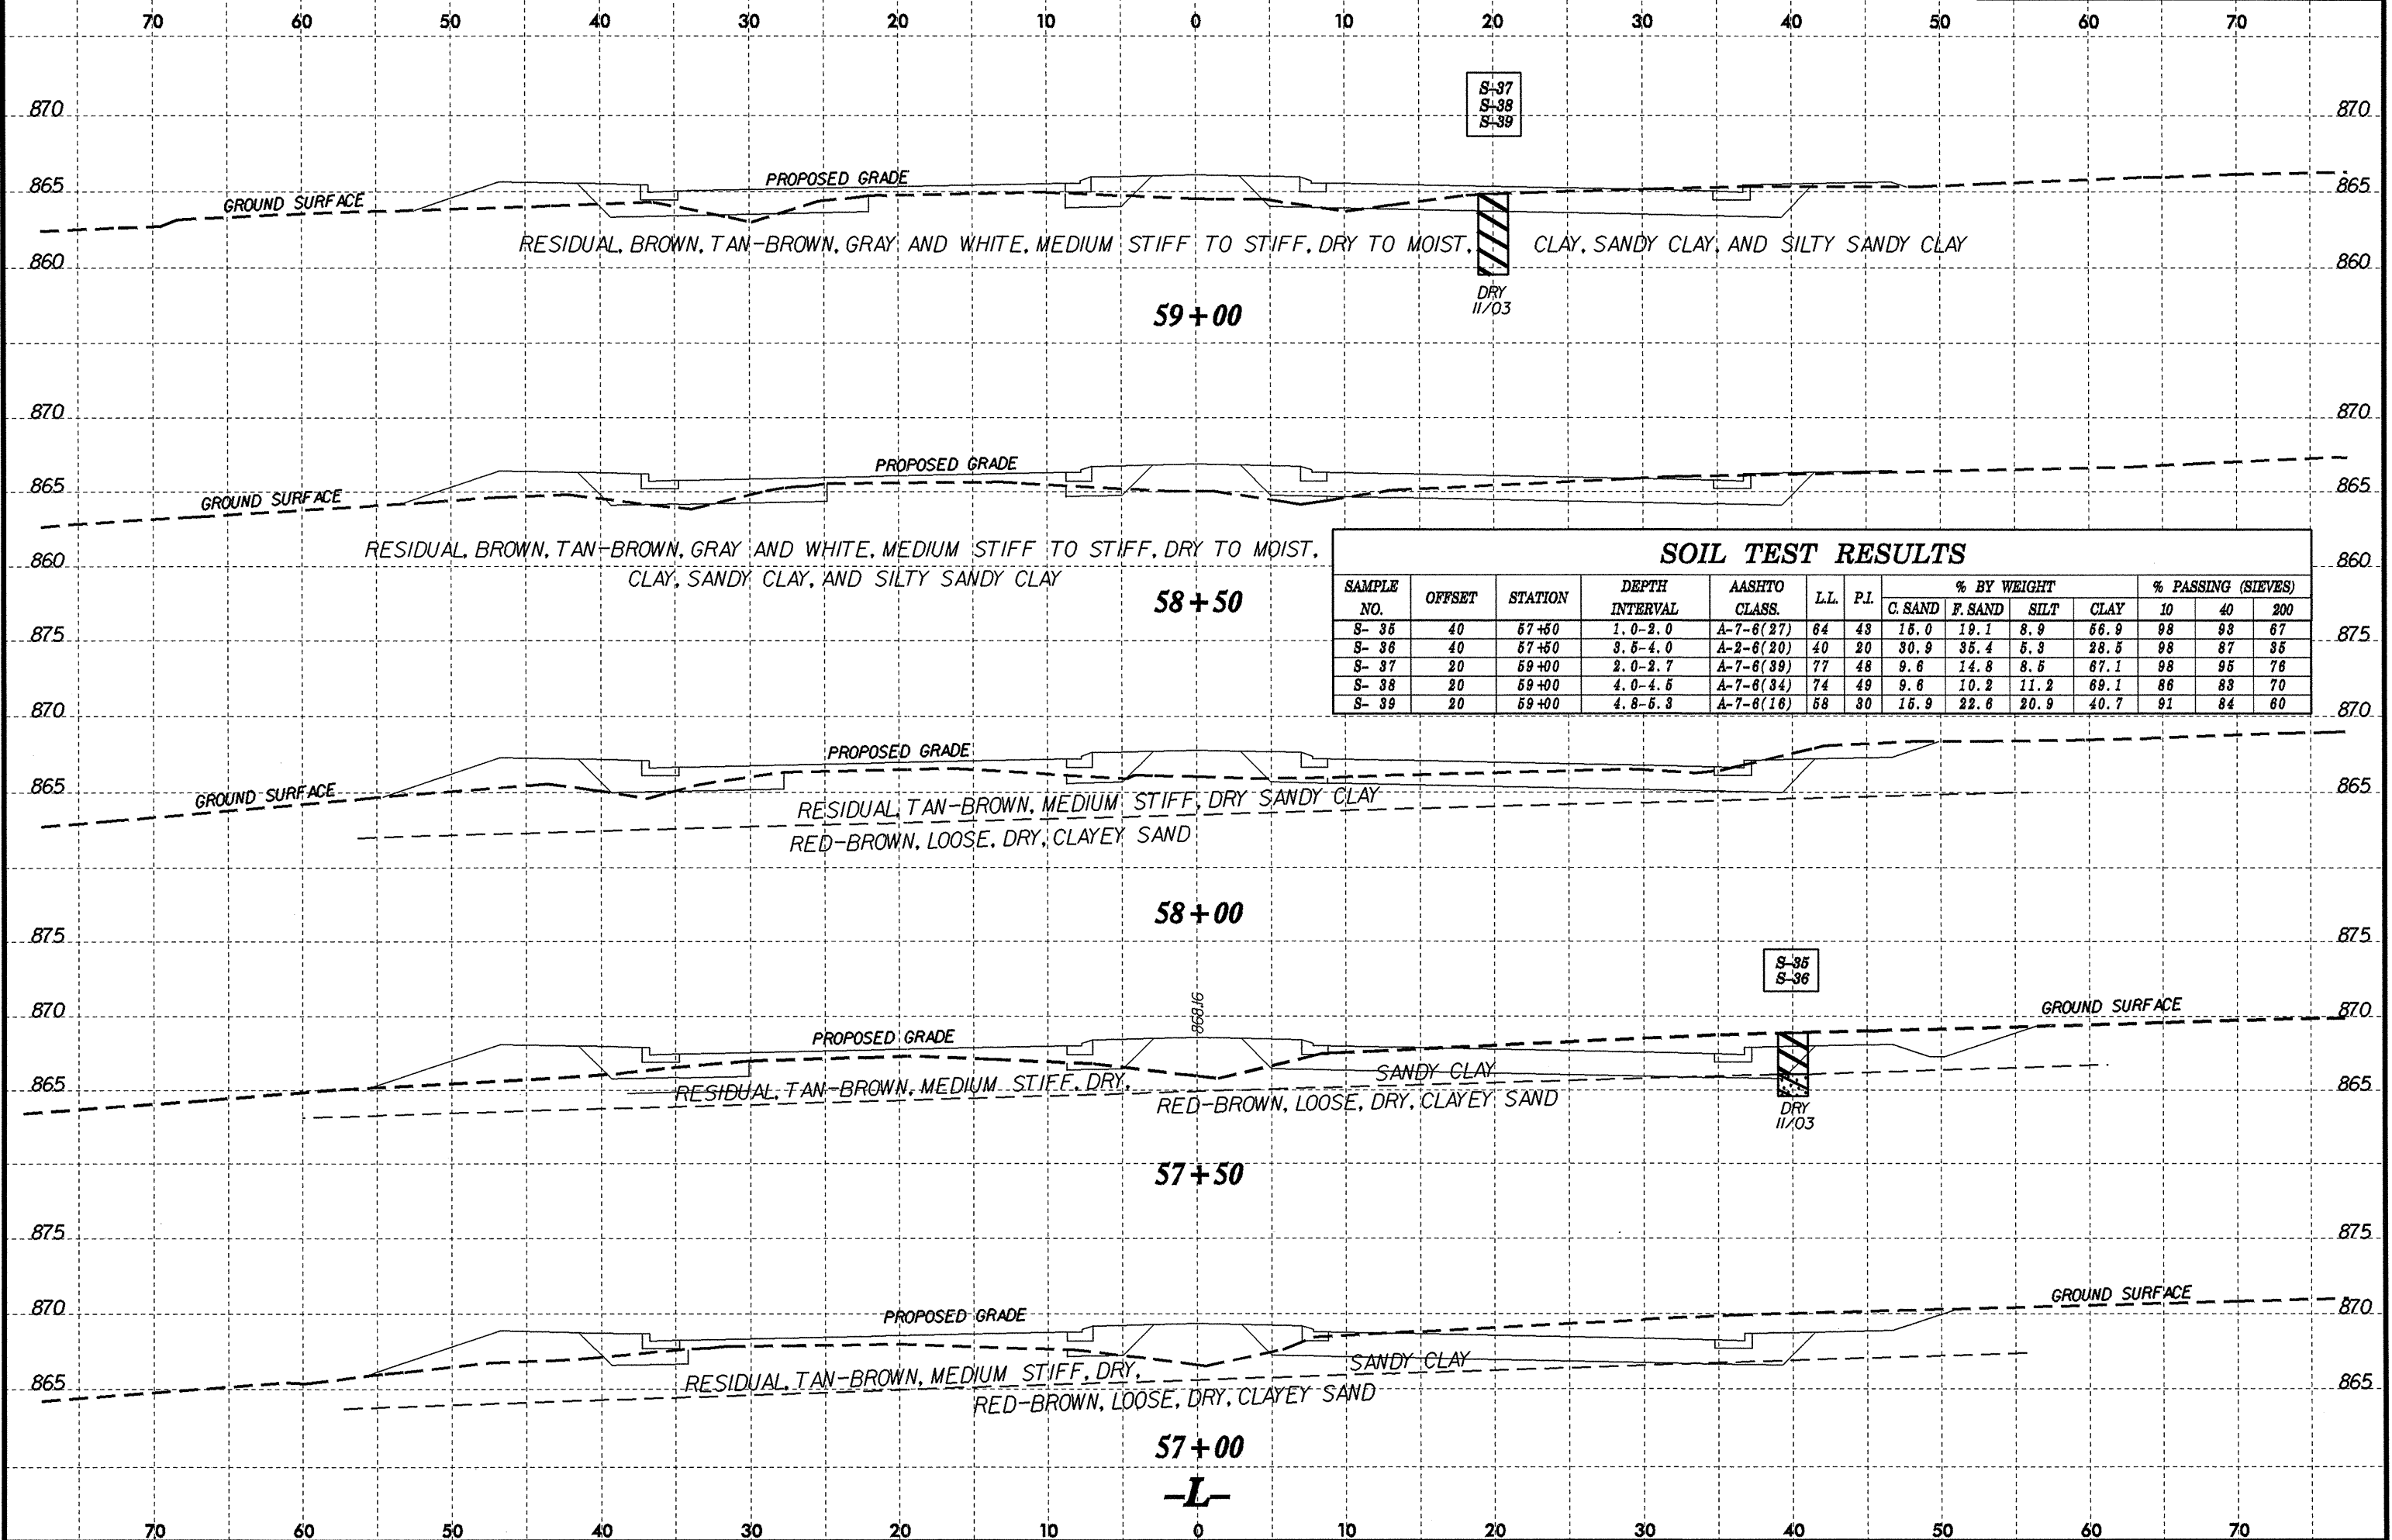 70 60 50 40 30 20 10 0 10 20 30 40 50 60 70
S-37
S-38
S-39
870 870
PROPOSED GRADE
865 865
GROUND SURFACE
RESIDUAL, BROWN, TAN-BROWN, GRAY AND WHITE, MEDIUM STIFF TO STIFF, DRY TO MOIST, CLAY, SANDY CLAY, AND SILTY SANDY CLAY
860 860
DRY
11/03
59+00
870 870
PROPOSED GRADE
865 865
GROUND SURFACE
RESIDUAL, BROWN, TAN-BROWN, GRAY AND WHITE, MEDIUM STIFF TO STIFF, DRY TO MOIST,
860 860
CLAY, SANDY CLAY, AND SILTY SANDY CLAY
58+50
SOIL TEST RESULTS
SAMPLE NO. OFFSET STATION DEPTH INTERVAL AASHTO CLASS. L.L. P.I. % BY WEIGHT % PASSING (SIEVES)
C. SAND F. SAND SILT CLAY 10 40 200
S- 35 40 57+50 1.0-2.0 A-7-6(27) 64 43 15.0 19.1 8.9 56.9 98 93 67
S- 36 40 57+50 3.5-4.0 A-2-6(20) 40 20 30.9 35.4 5.3 28.5 98 87 35
S- 37 20 59+00 2.0-2.7 A-7-6(39) 77 48 9.6 14.8 8.5 67.1 98 95 76
S- 38 20 59+00 4.0-4.5 A-7-6(34) 74 49 9.6 10.2 11.2 69.1 86 83 70
S- 39 20 59+00 4.8-5.3 A-7-6(16) 58 30 15.9 22.6 20.9 40.7 91 84 60
875 875
870 870
PROPOSED GRADE
865 865
GROUND SURFACE
RESIDUAL, TAN-BROWN, MEDIUM STIFF, DRY SANDY CLAY
RED-BROWN, LOOSE, DRY, CLAYEY SAND
58+00
875 875
S-35
S-36
870 870
868.16
GROUND SURFACE
PROPOSED GRADE
865 865
RESIDUAL, TAN-BROWN, MEDIUM STIFF, DRY, SANDY CLAY
RED-BROWN, LOOSE, DRY, CLAYEY SAND
DRY
11/03
57+50
875 875
GROUND SURFACE
870 870
PROPOSED GRADE
865 865
RESIDUAL, TAN-BROWN, MEDIUM STIFF, DRY, SANDY CLAY
RED-BROWN, LOOSE, DRY, CLAYEY SAND
57+00
-L-
70 60 50 40 30 20 10 0 10 20 30 40 50 60 70